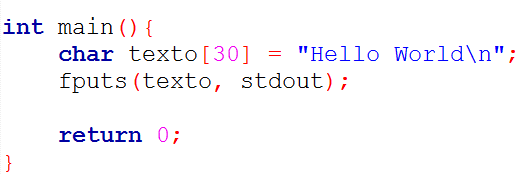 int main(){
    char texto[30] = "Hello World\n";
    fputs(texto, stdout);

    return 0;
}